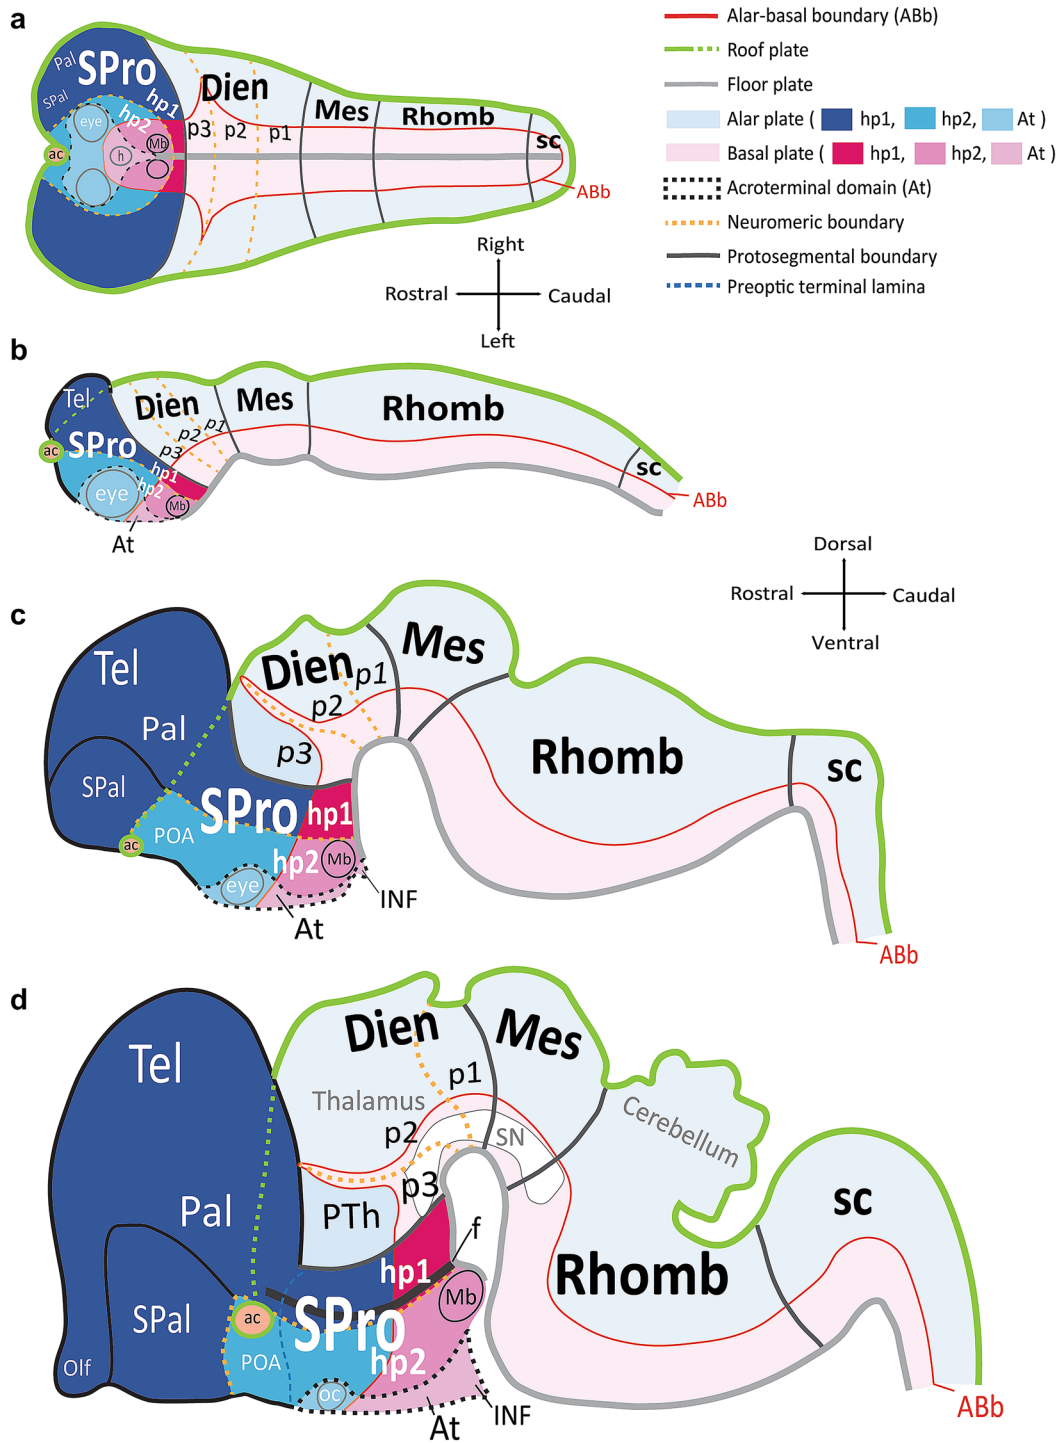 a
Pal
SPro
SPal
hp1
hp2
eye
Mb
ac
h
Dien
p3
p2
p1
Mes
Rhomb
sc
ABb
Alar-basal boundary (ABb)
Roof plate
Floor plate
Alar plate ( hp1, hp2, At )
Basal plate ( hp1, hp2, At )
Acroterminal domain (At)
Neuromeric boundary
Protosegmental boundary
Preoptic terminal lamina
Right
Rostral Caudal
Left
b
Tel
Dien
Mes
Rhomb
p1
p2
p3
ac
SPro
hp1
hp2
eye
Mb
At
sc
ABb
Dorsal
Rostral Caudal
Ventral
c
Tel
Dien
Mes
p1
p2
p3
Pal
SPal
SPro
hp1
Rhomb
sc
ac
POA
hp2
Mb
eye
INF
At
ABb
d
Tel
Dien
Mes
p1
Thalamus
p2
SN
Cerebellum
p3
Pal
PTh
sc
f
hp1
Rhomb
Mb
SPal
ac
SPro
Olf
POA
hp2
oc
At
INF
ABb